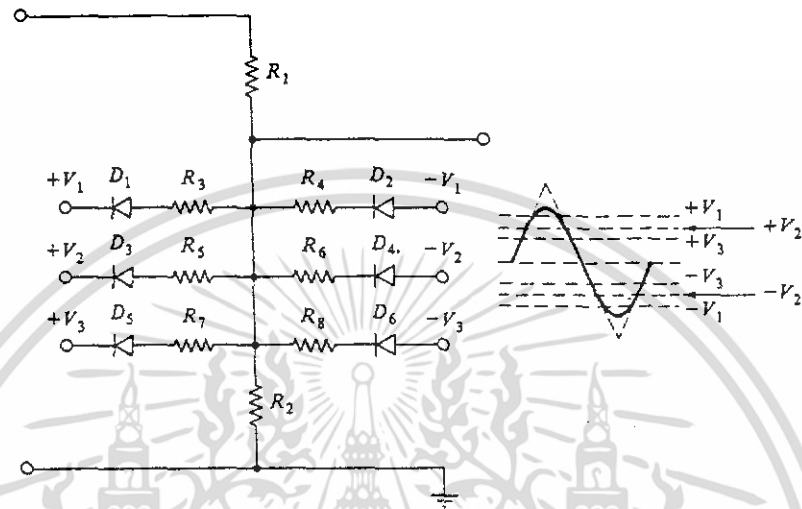 R₁
+V₁ D₁ R₃ R₄ D₂ −V₁
+V₂ D₃ R₅ R₆ D₄. −V₂
+V₃ D₅ R₇ R₈ D₆ −V₃
R₂
+V₁
+V₂
+V₃
−V₃
−V₂
−V₁